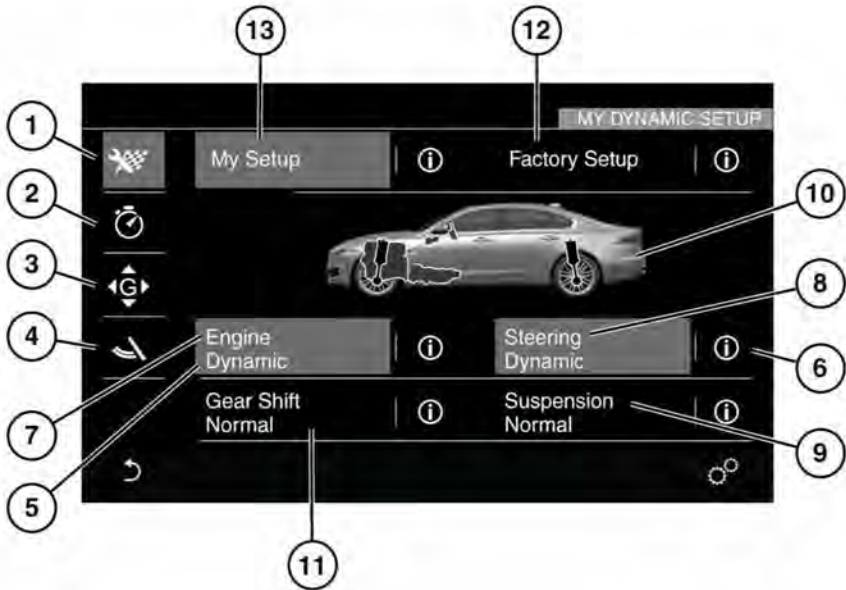 13
12
1
MY DYNAMIC SETUP
My Setup
i
Factory Setup
i
2
10
3
G
8
4
Engine
Dynamic
i
Steering
Dynamic
i
6
7
Gear Shift
Normal
i
Suspension
Normal
i
9
5
11